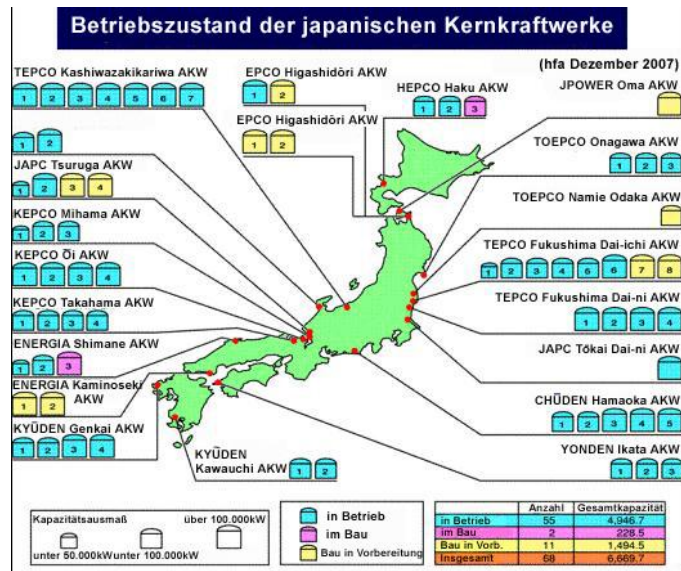 Betriebszustand der japanischen Kernkraftwerke
(hfa Dezember 2007)
TEPCO Kashiwazakikariwa AKW
1 2 3 4 5 6 7
1 2
JAPC Tsuruga AKW
1 2 3 4
KEPCO Mihama AKW
1 2 3
KEPCO Ōi AKW
1 2 3 4
KEPCO Takahama AKW
1 2 3 4
ENERGIA Shimane AKW
1 2 3
ENERGIA Kaminoseki
AKW
1 2
KYŪDEN Genkai AKW
1 2 3 4
EPCO Higashidōri AKW
1 2
EPCO Higashidōri AKW
1 2
HEPCO Haku AKW
1 2 3
JPOWER Oma AKW
TOEPCO Onagawa AKW
1 2 3
TOEPCO Namie Odaka AKW
TEPCO Fukushima Dai-ichi AKW
1 2 3 4 5 6 7 8
TEPCO Fukushima Dai-ni AKW
1 2 3 4
JAPC Tōkai Dai-ni AKW
CHŪDEN Hamaoka AKW
1 2 3 4 5
YONDEN Ikata AKW
1 2 3
KYŪDEN
Kawauchi AKW
1 2
Kapazitätsausmaß
über 100.000kW
unter 50.000kW unter 100.000kW
in Betrieb
im Bau
Bau in Vorbereitung
Anzahl Gesamtkapazität
in Betrieb 55 4,946.7
im Bau 2 228.5
Bau in Vorb. 11 1,494.5
Insgesamt 68 6,669.7